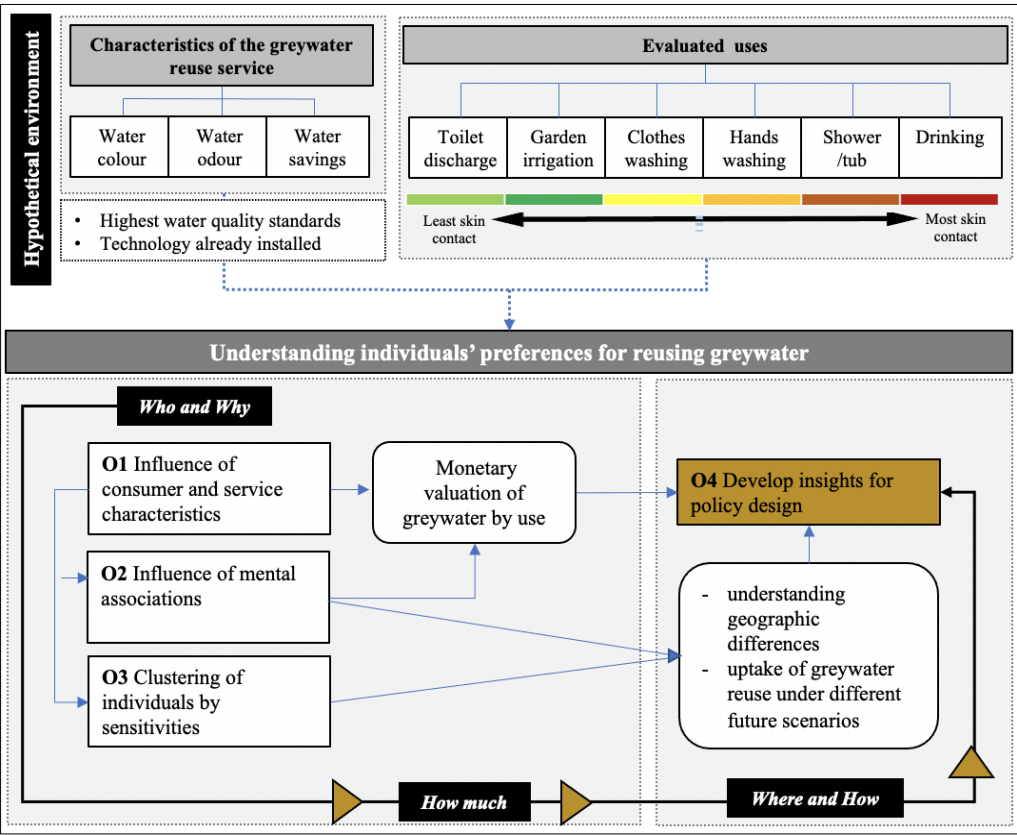 Hypothetical environment
Characteristics of the greywater
reuse service
Water
colour
Water
odour
Water
savings
• Highest water quality standards
• Technology already installed
Evaluated uses
Toilet
discharge
Garden
irrigation
Clothes
washing
Hands
washing
Shower
/tub
Drinking
Least skin
contact
Most skin
contact
Understanding individuals’ preferences for reusing greywater
Who and Why
O1 Influence of
consumer and service
characteristics
O2 Influence of mental
associations
O3 Clustering of
individuals by
sensitivities
Monetary
valuation of
greywater by use
O4 Develop insights for
policy design
- understanding
geographic
differences
- uptake of greywater
reuse under different
future scenarios
How much
Where and How